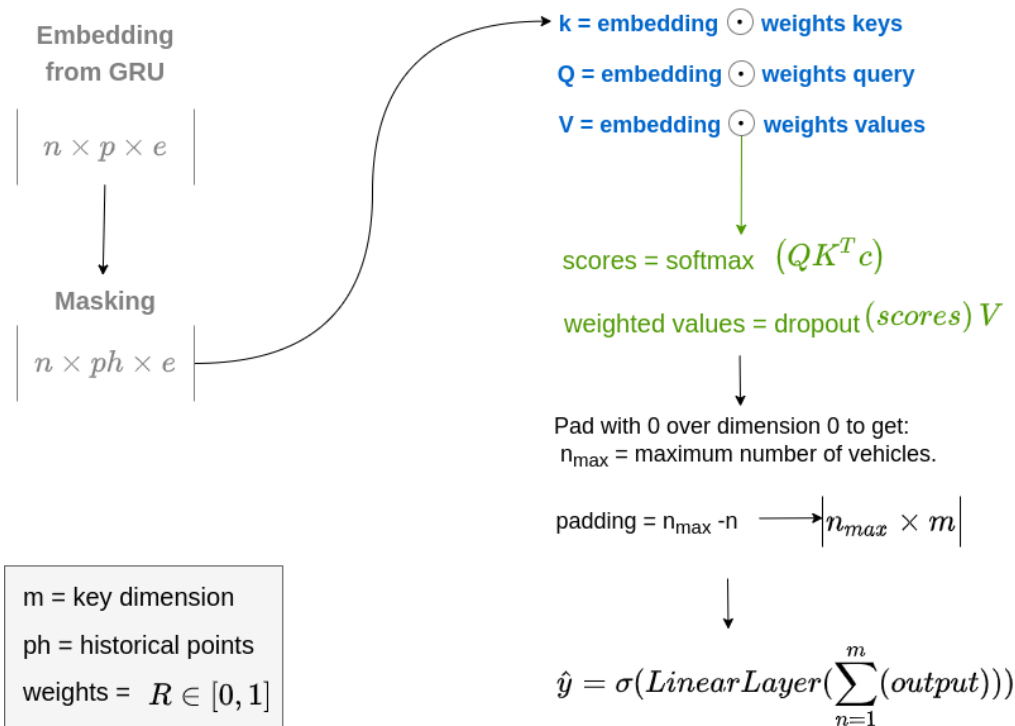 Embedding
from GRU
n × p × e
Masking
n × ph × e
k = embedding ⊙ weights keys
Q = embedding ⊙ weights query
V = embedding ⊙ weights values
scores = softmax (QK^T c)
weighted values = dropout (scores) V
Pad with 0 over dimension 0 to get:
n_max = maximum number of vehicles.
padding = n_max -n
|n_max × m|
ŷ = σ(LinearLayer(∑_{n=1}^{m}(output)))
m = key dimension
ph = historical points
weights = R ∈ [0, 1]